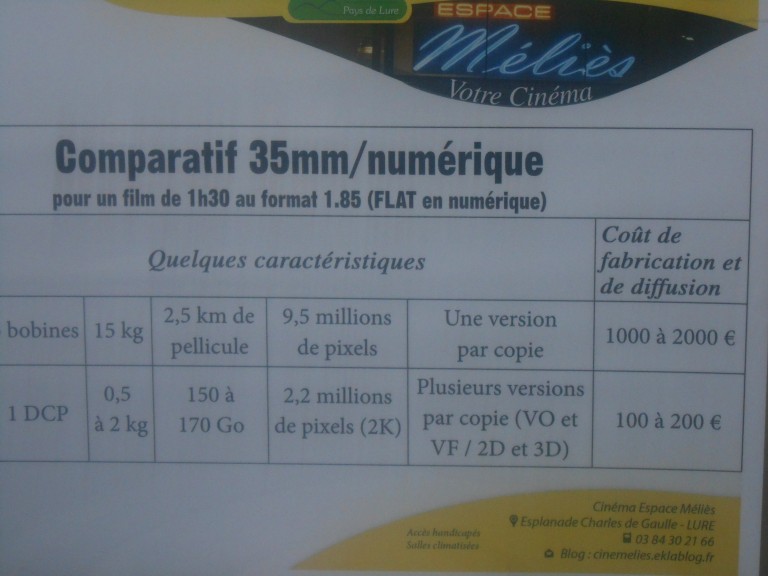 Pays de Lure
ESPACE
Méliès
Votre Cinéma
Comparatif 35mm/numérique
pour un film de 1h30 au format 1.85 (FLAT en numérique)
Quelques caractéristiques
Coût de
fabrication et
de diffusion
bobines
15 kg
2,5 km de
pellicule
9,5 millions
de pixels
Une version
par copie
1000 à 2000 €
1 DCP
0,5
à 2 kg
150 à
170 Go
2,2 millions
de pixels (2K)
Plusieurs versions
par copie (VO et
VF / 2D et 3D)
100 à 200 €
Accès handicapés
Salles climatisées
Cinéma Espace Méliès
Esplanade Charles de Gaulle - LURE
03 84 30 21 66
Blog : cinemelies.eklablog.fr